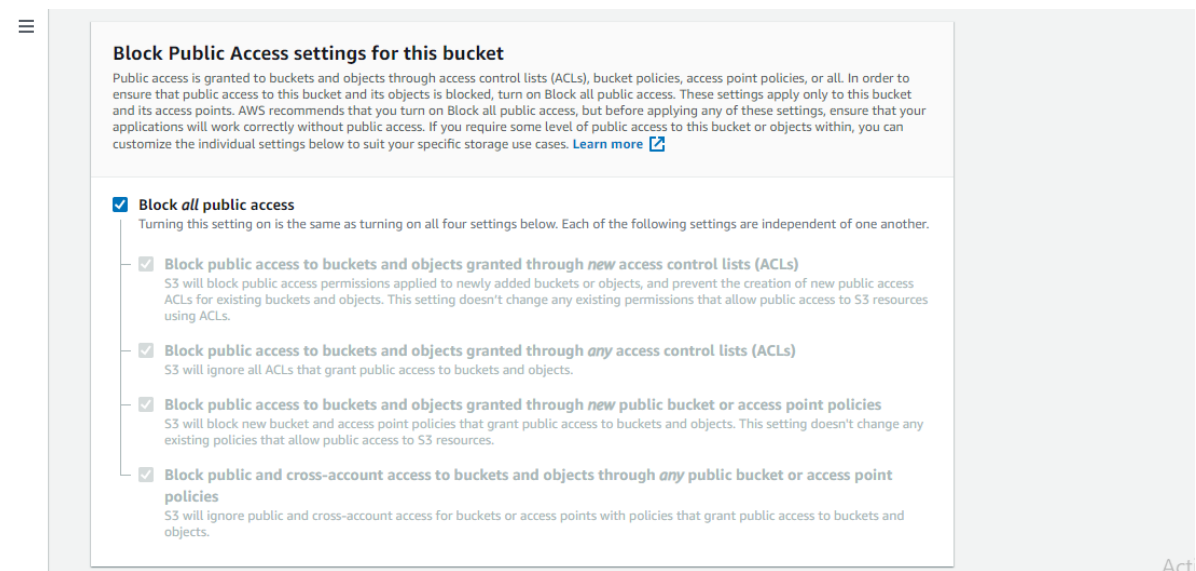 Block Public Access settings for this bucket
Public access is granted to buckets and objects through access control lists (ACLs), bucket policies, access point policies, or all. In order to
ensure that public access to this bucket and its objects is blocked, turn on Block all public access. These settings apply only to this bucket
and its access points. AWS recommends that you turn on Block all public access, but before applying any of these settings, ensure that your
applications will work correctly without public access. If you require some level of public access to this bucket or objects within, you can
customize the individual settings below to suit your specific storage use cases. Learn more
Block all public access
Turning this setting on is the same as turning on all four settings below. Each of the following settings are independent of one another.
Block public access to buckets and objects granted through new access control lists (ACLs)
S3 will block public access permissions applied to newly added buckets or objects, and prevent the creation of new public access
ACLs for existing buckets and objects. This setting doesn't change any existing permissions that allow public access to S3 resources
using ACLs.
Block public access to buckets and objects granted through any access control lists (ACLs)
S3 will ignore all ACLs that grant public access to buckets and objects.
Block public access to buckets and objects granted through new public bucket or access point policies
S3 will block new bucket and access point policies that grant public access to buckets and objects. This setting doesn't change any
existing policies that allow public access to S3 resources.
Block public and cross-account access to buckets and objects through any public bucket or access point
policies
S3 will ignore public and cross-account access for buckets or access points with policies that grant public access to buckets and
objects.